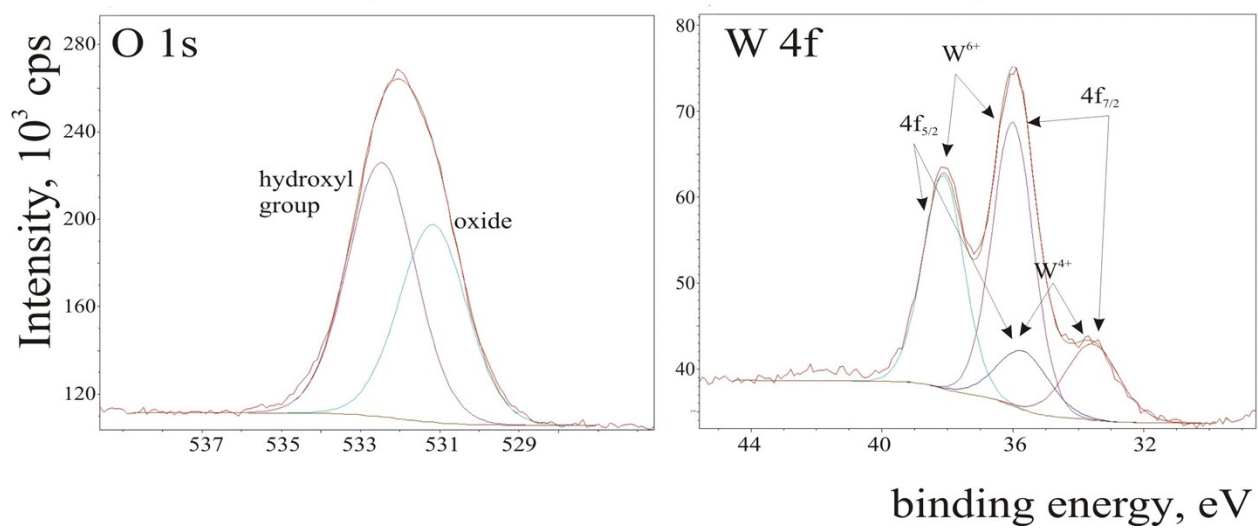 Intensity, 10³ cps
O 1s
280
240
200
160
120
hydroxyl
group
oxide
537
535
533
531
529
W 4f
80
70
60
50
40
W⁶⁺
4f₇/₂
4f₅/₂
W⁴⁺
44
40
36
32
binding energy, eV